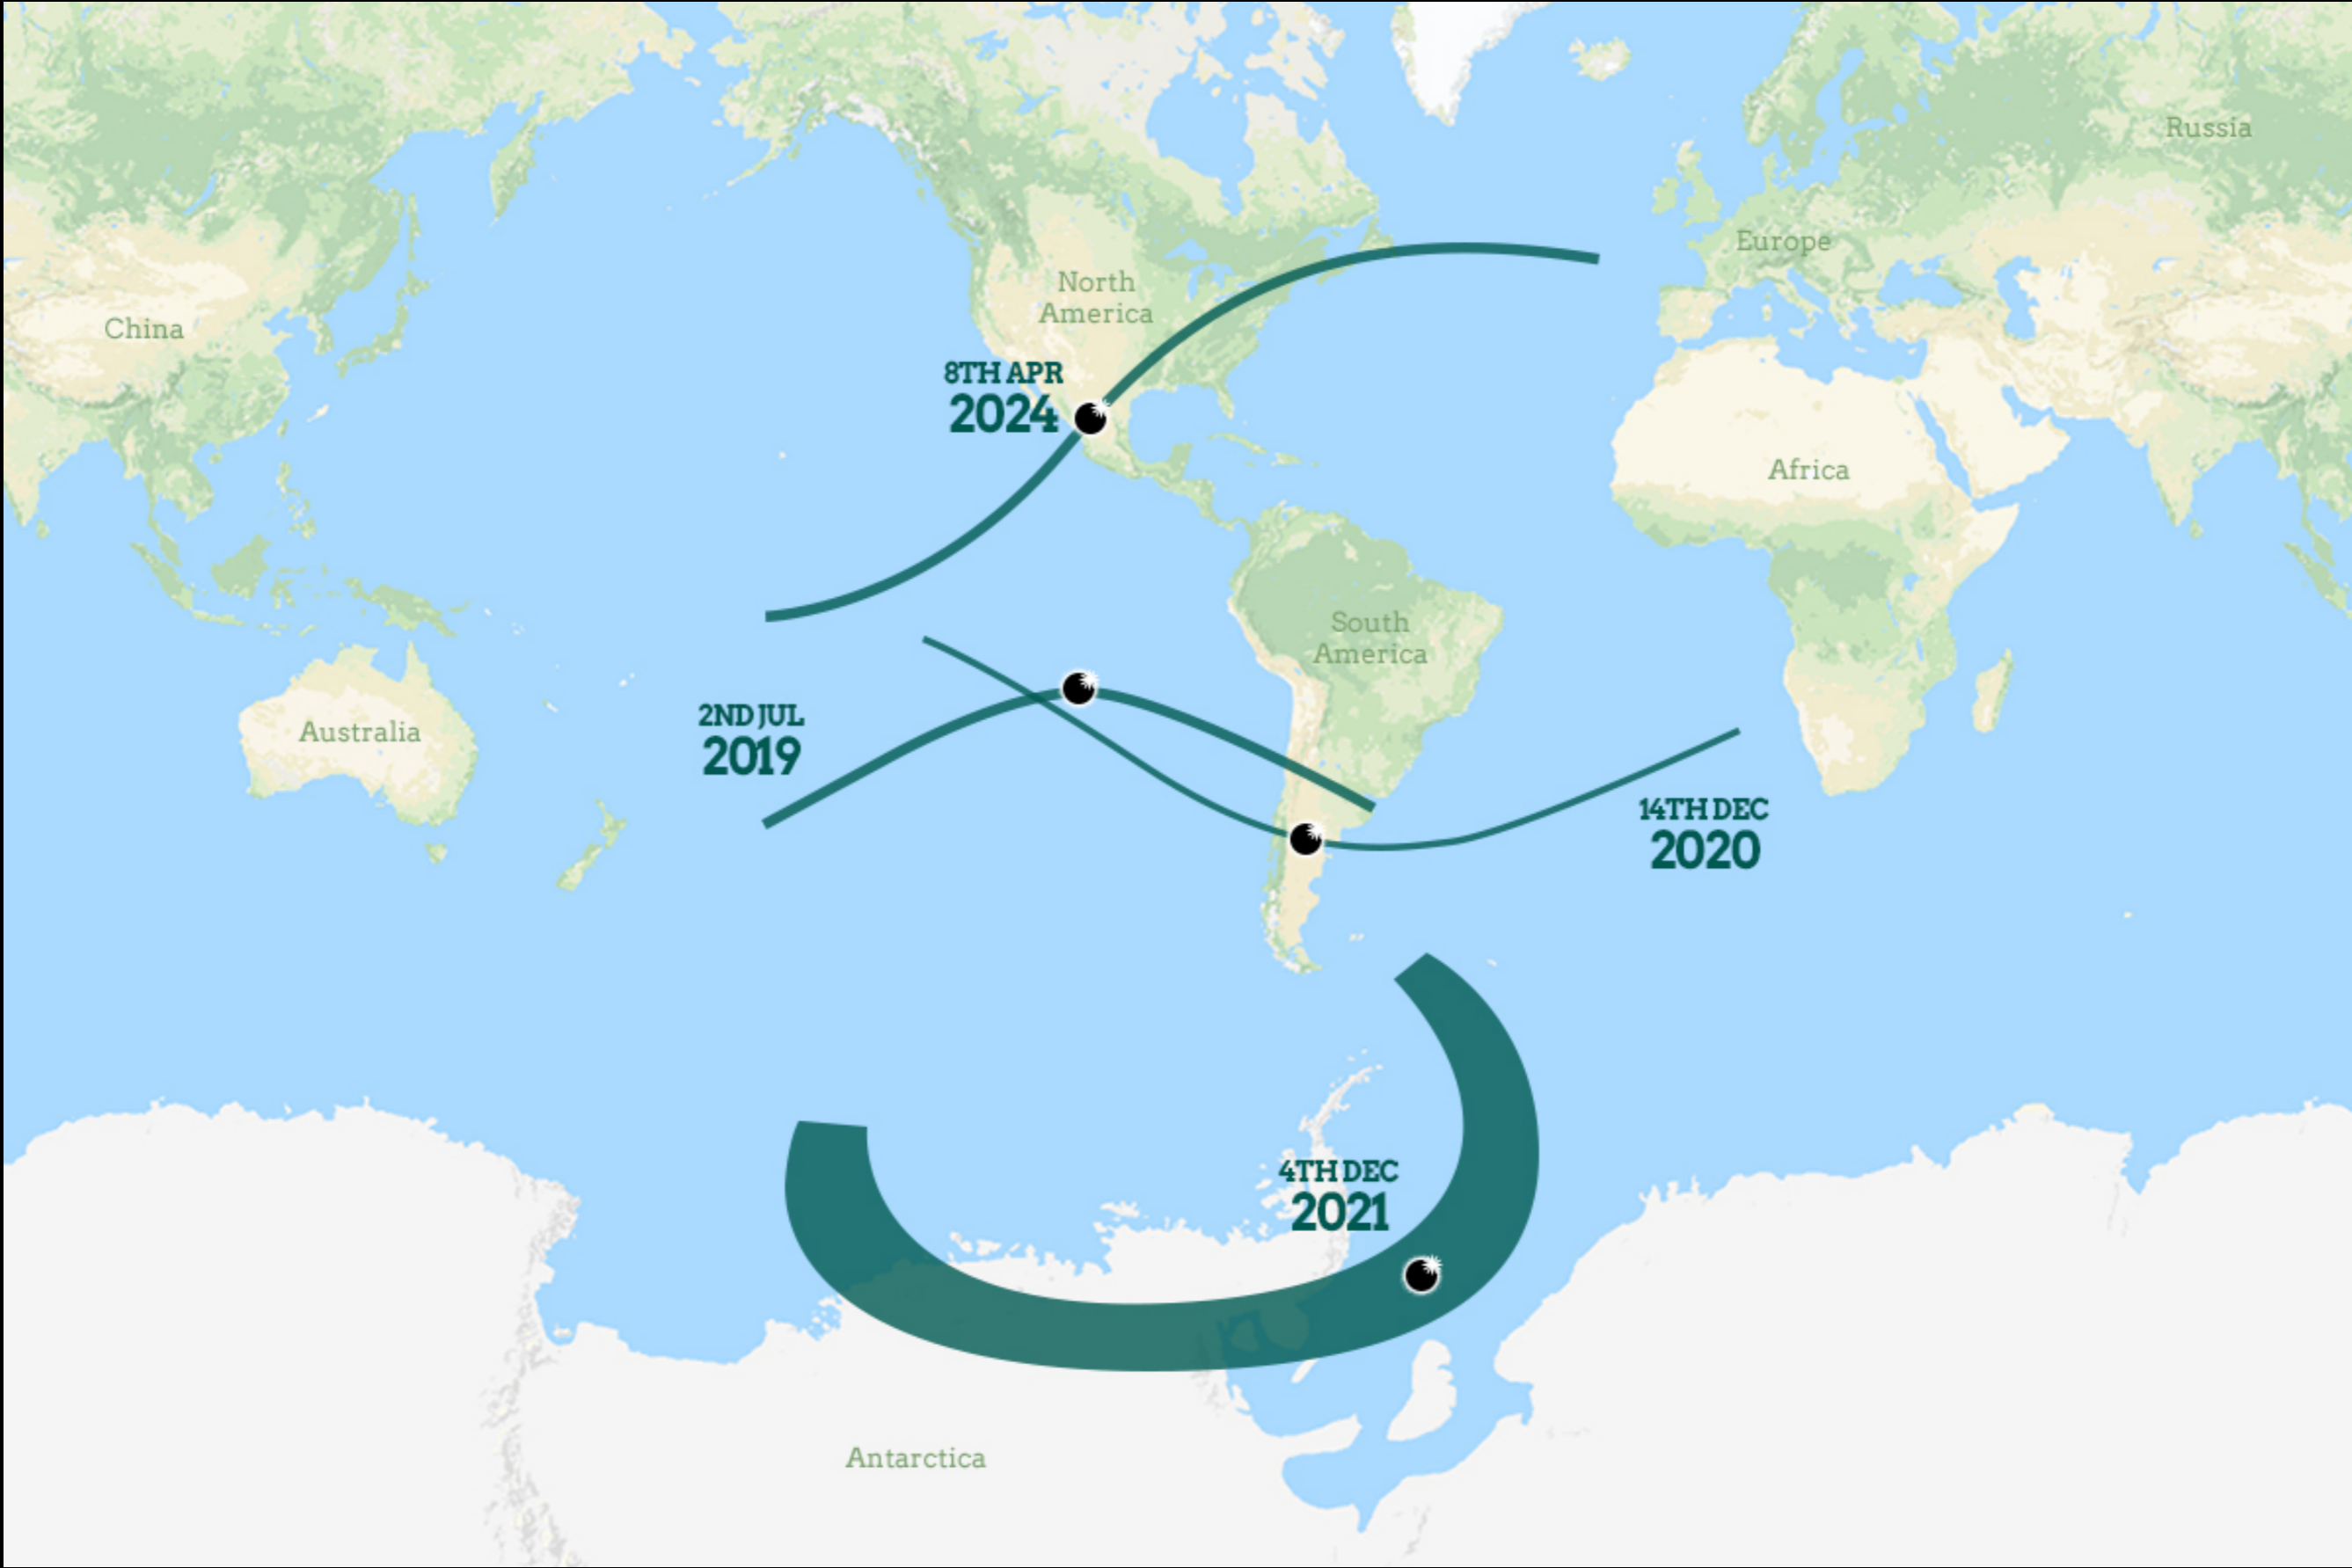 Russia
Europe
North
America
China
8TH APR
2024
Africa
South
America
2ND JUL
2019
Australia
14TH DEC
2020
4TH DEC
2021
Antarctica